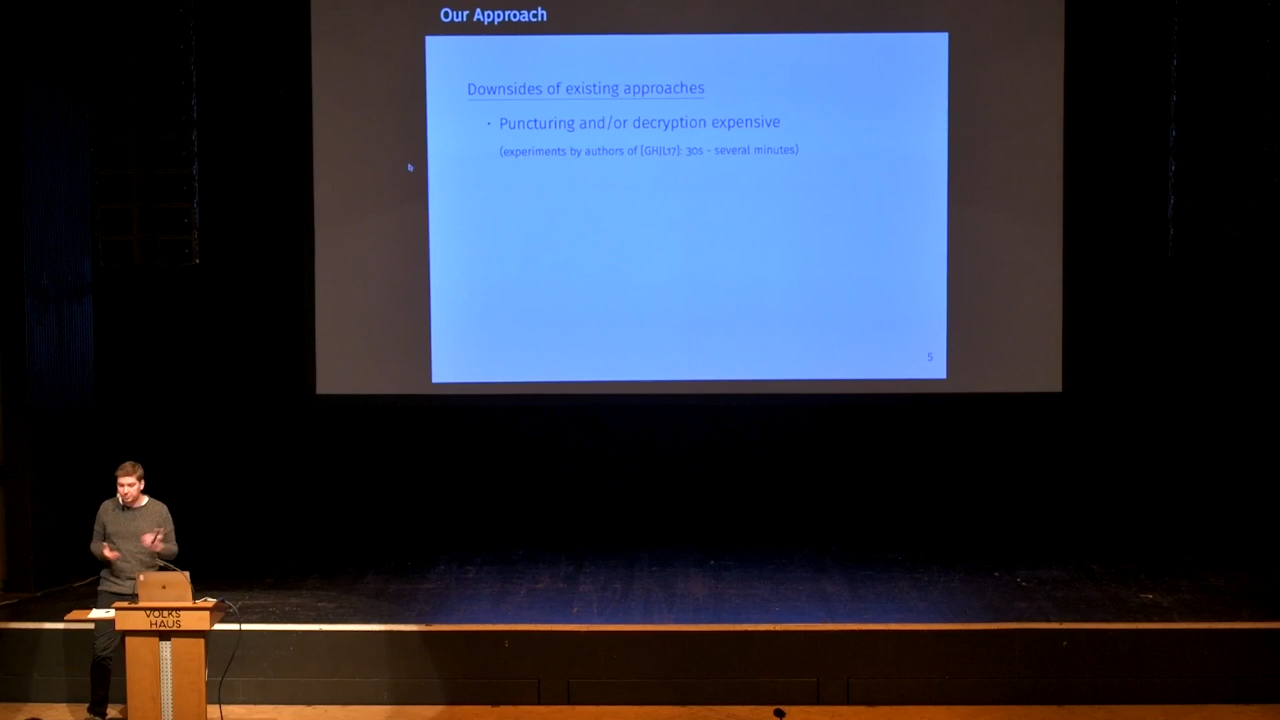 Our Approach
Downsides of existing approaches
· Puncturing and/or decryption expensive
(experiments by authors of [GHJL17]: 30s - several minutes)
5
VOLKS
HAUS